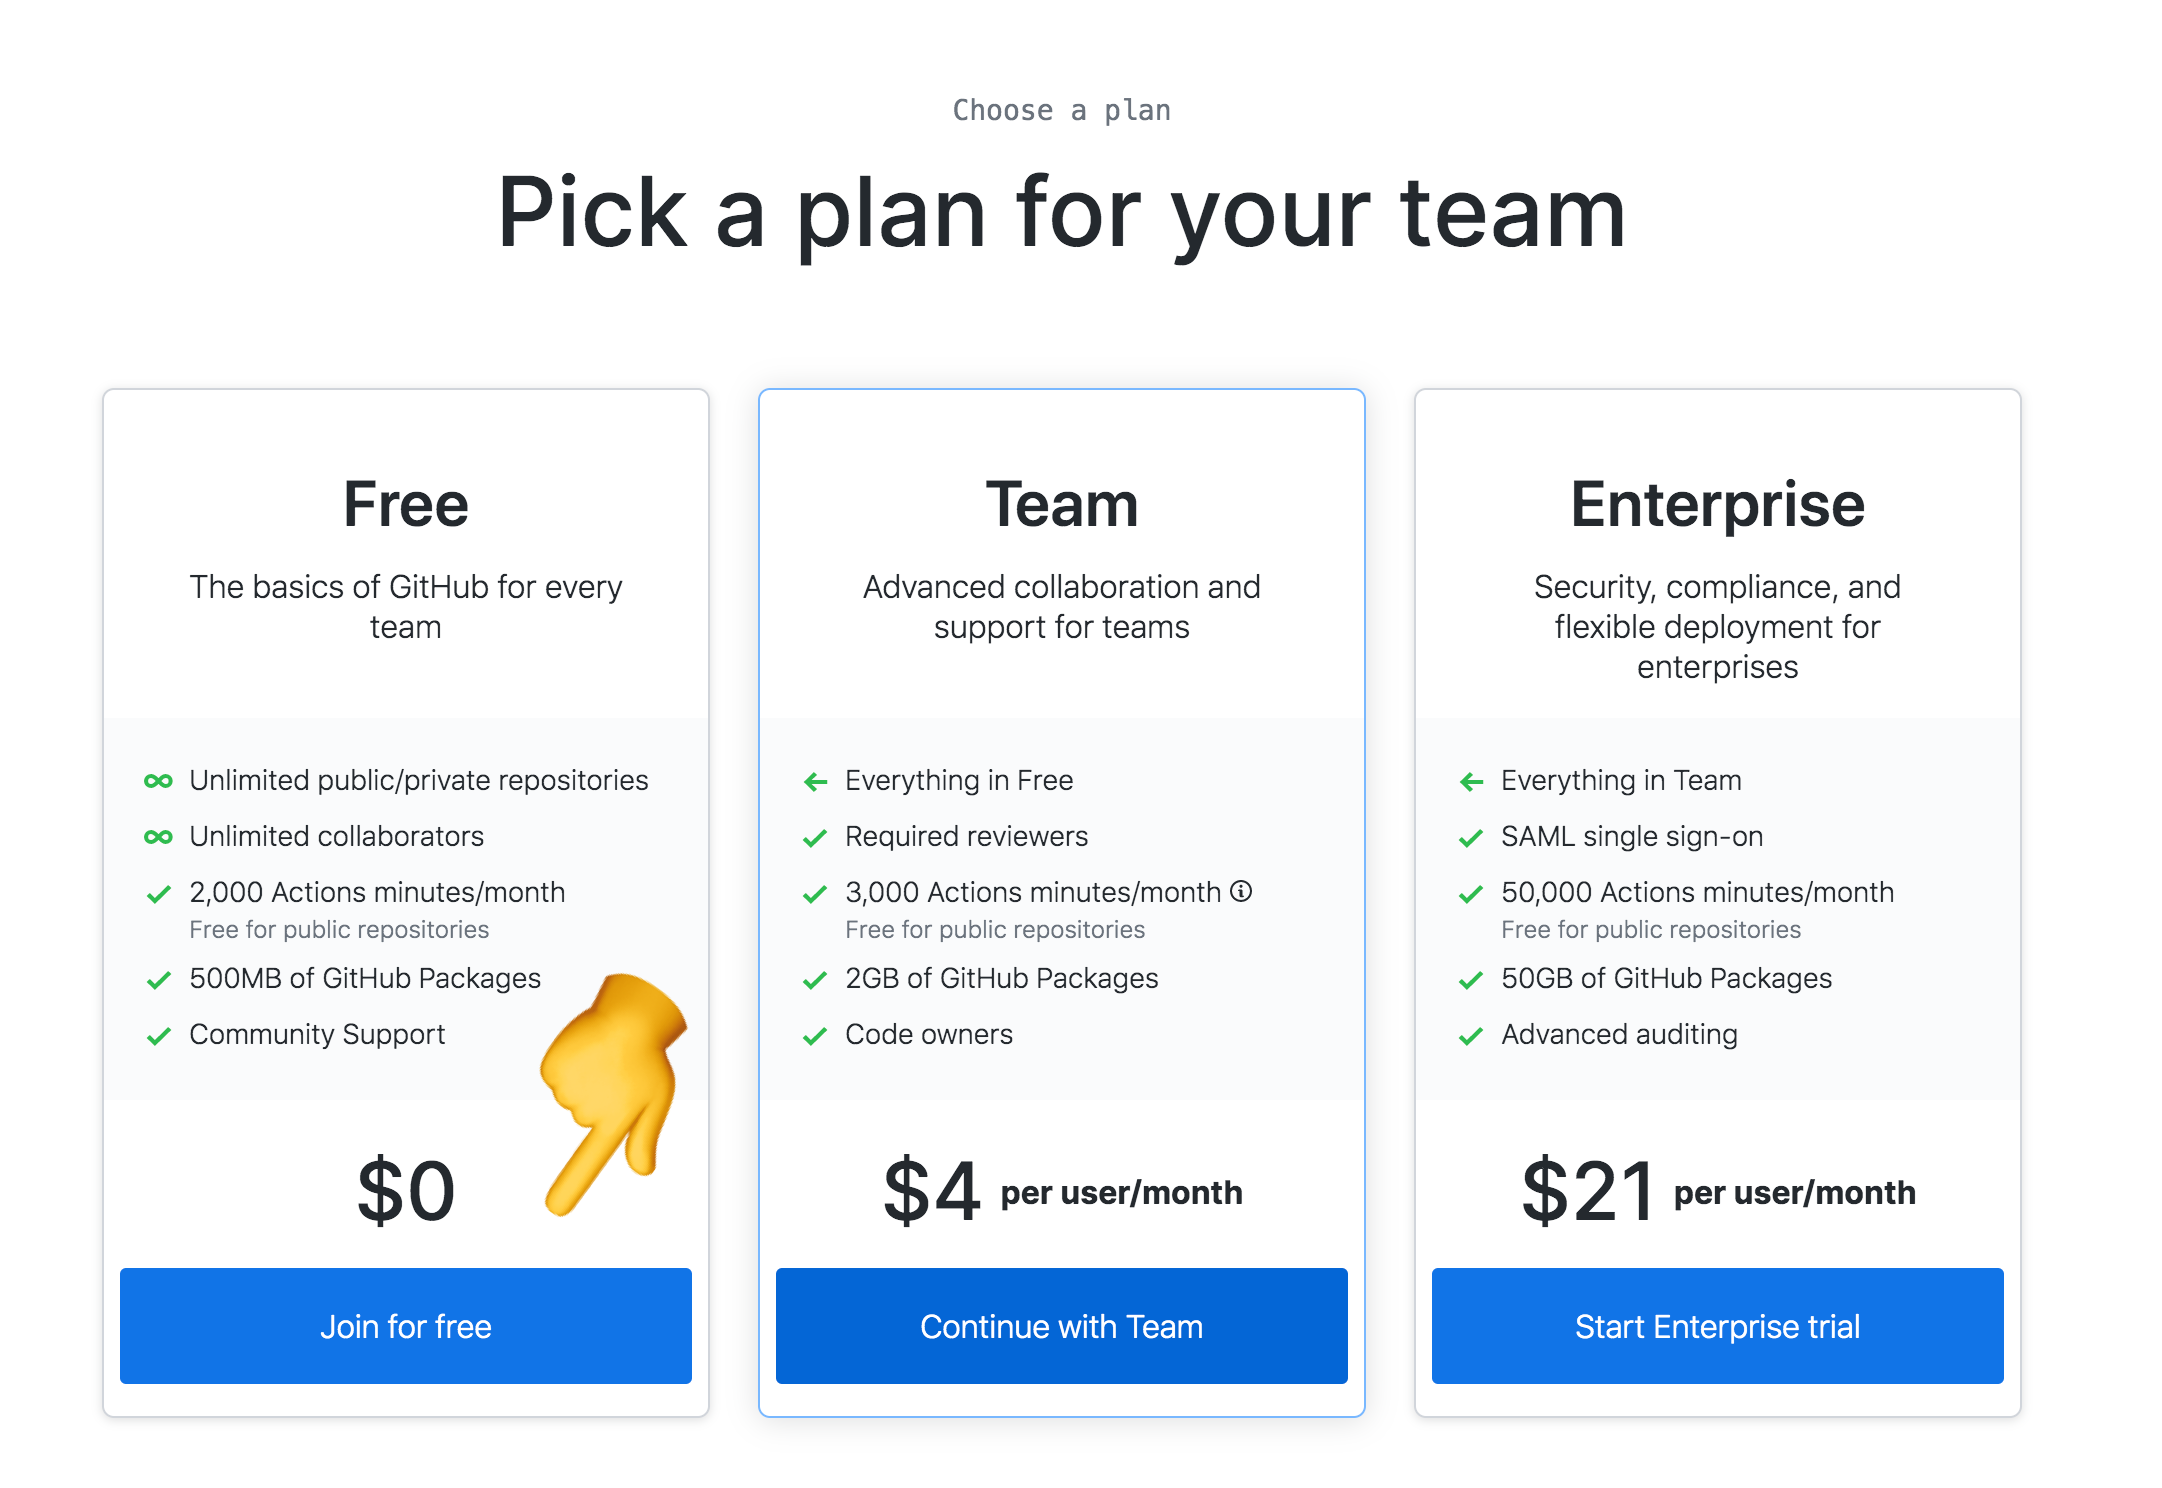 Choose a plan
Pick a plan for your team
Free
The basics of GitHub for every
team
Unlimited public/private repositories
Unlimited collaborators
2,000 Actions minutes/month
Free for public repositories
500MB of GitHub Packages
Community Support
$0
Join for free
Team
Advanced collaboration and
support for teams
Everything in Free
Required reviewers
3,000 Actions minutes/month
Free for public repositories
2GB of GitHub Packages
Code owners
$4 per user/month
Continue with Team
Enterprise
Security, compliance, and
flexible deployment for
enterprises
Everything in Team
SAML single sign-on
50,000 Actions minutes/month
Free for public repositories
50GB of GitHub Packages
Advanced auditing
$21 per user/month
Start Enterprise trial